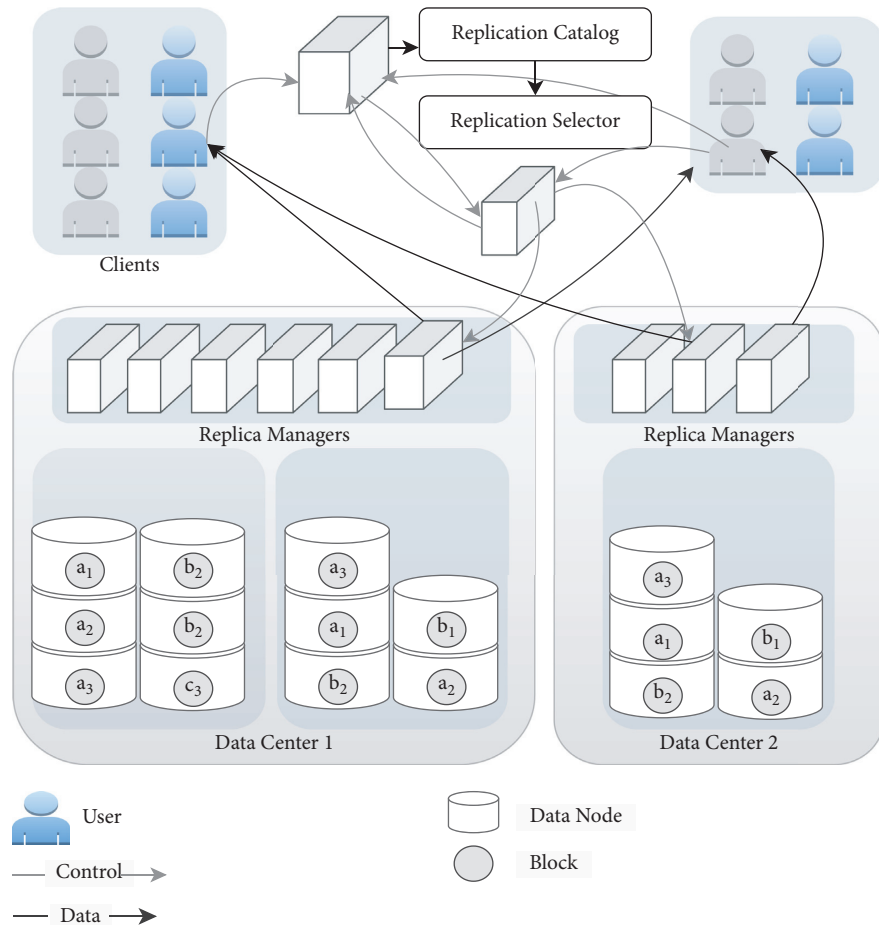 Replication Catalog
Replication Selector
Clients
Replica Managers
Replica Managers
a1 b2 a3 a3
a2 b2 a1 b1 a1 b1
a3 c3 b2 a2 b2 a2
Data Center 1
Data Center 2
User
Data Node
Control
Block
Data